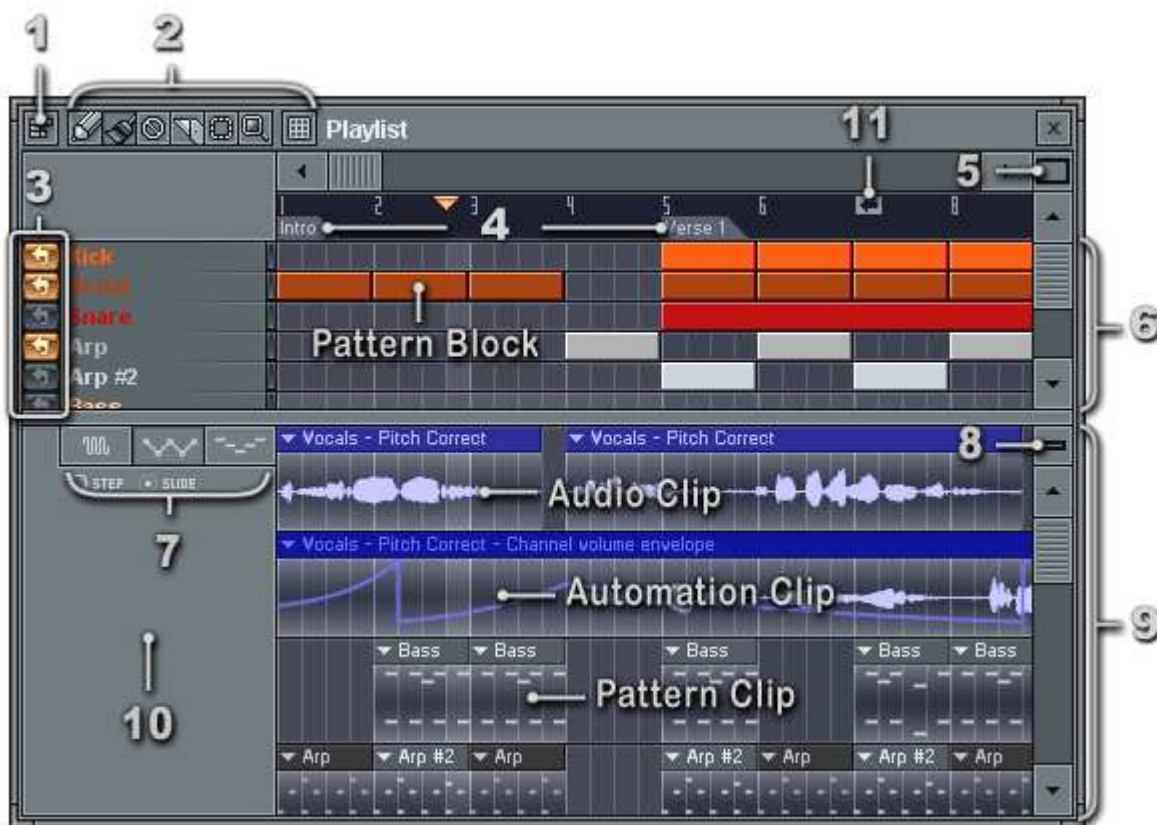 1 2
Playlist 11
3 5
1 2 3 4 5 6 8
Intro 4 Verse 1
Kick
Snare
Pattern Block
Arp
6
Arp #2
Bass
Vocals - Pitch Correct Vocals - Pitch Correct
8
STEP SLIDE
Audio Clip
7
Vocals - Pitch Correct - Channel volume envelope
Automation Clip
9
Bass Bass Bass Bass Bass
Pattern Clip
10
Arp Arp #2 Arp Arp #2 Arp Arp #2 Arp